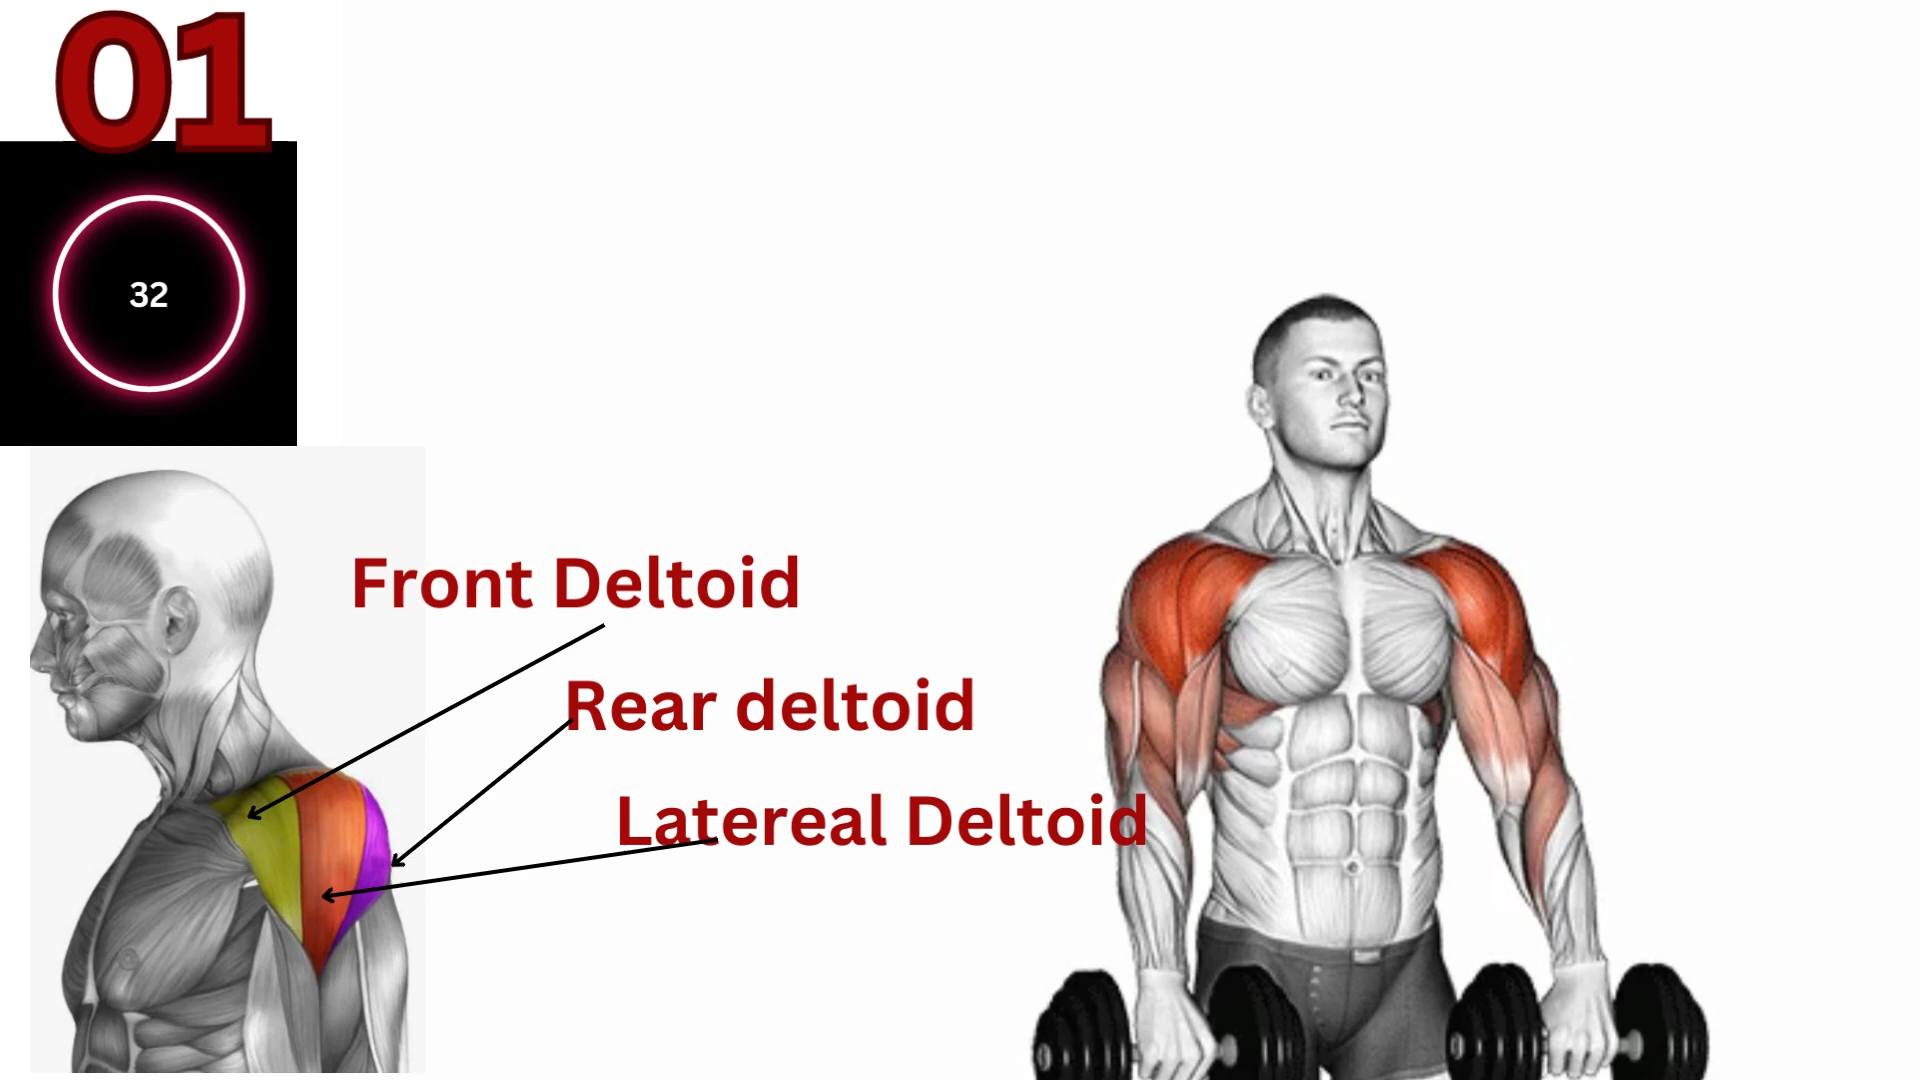 01
32
Front Deltoid
Rear deltoid
Latereal Deltoid